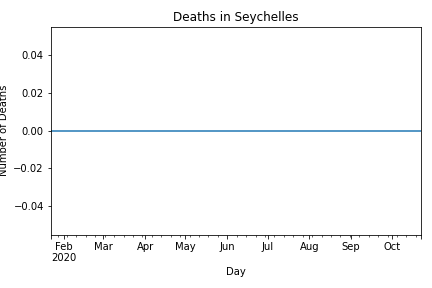 Deaths in Seychelles
0.04
0.02
0.00
−0.02
−0.04
Number of Deaths
Feb Mar Apr May Jun Jul Aug Sep Oct
2020
Day